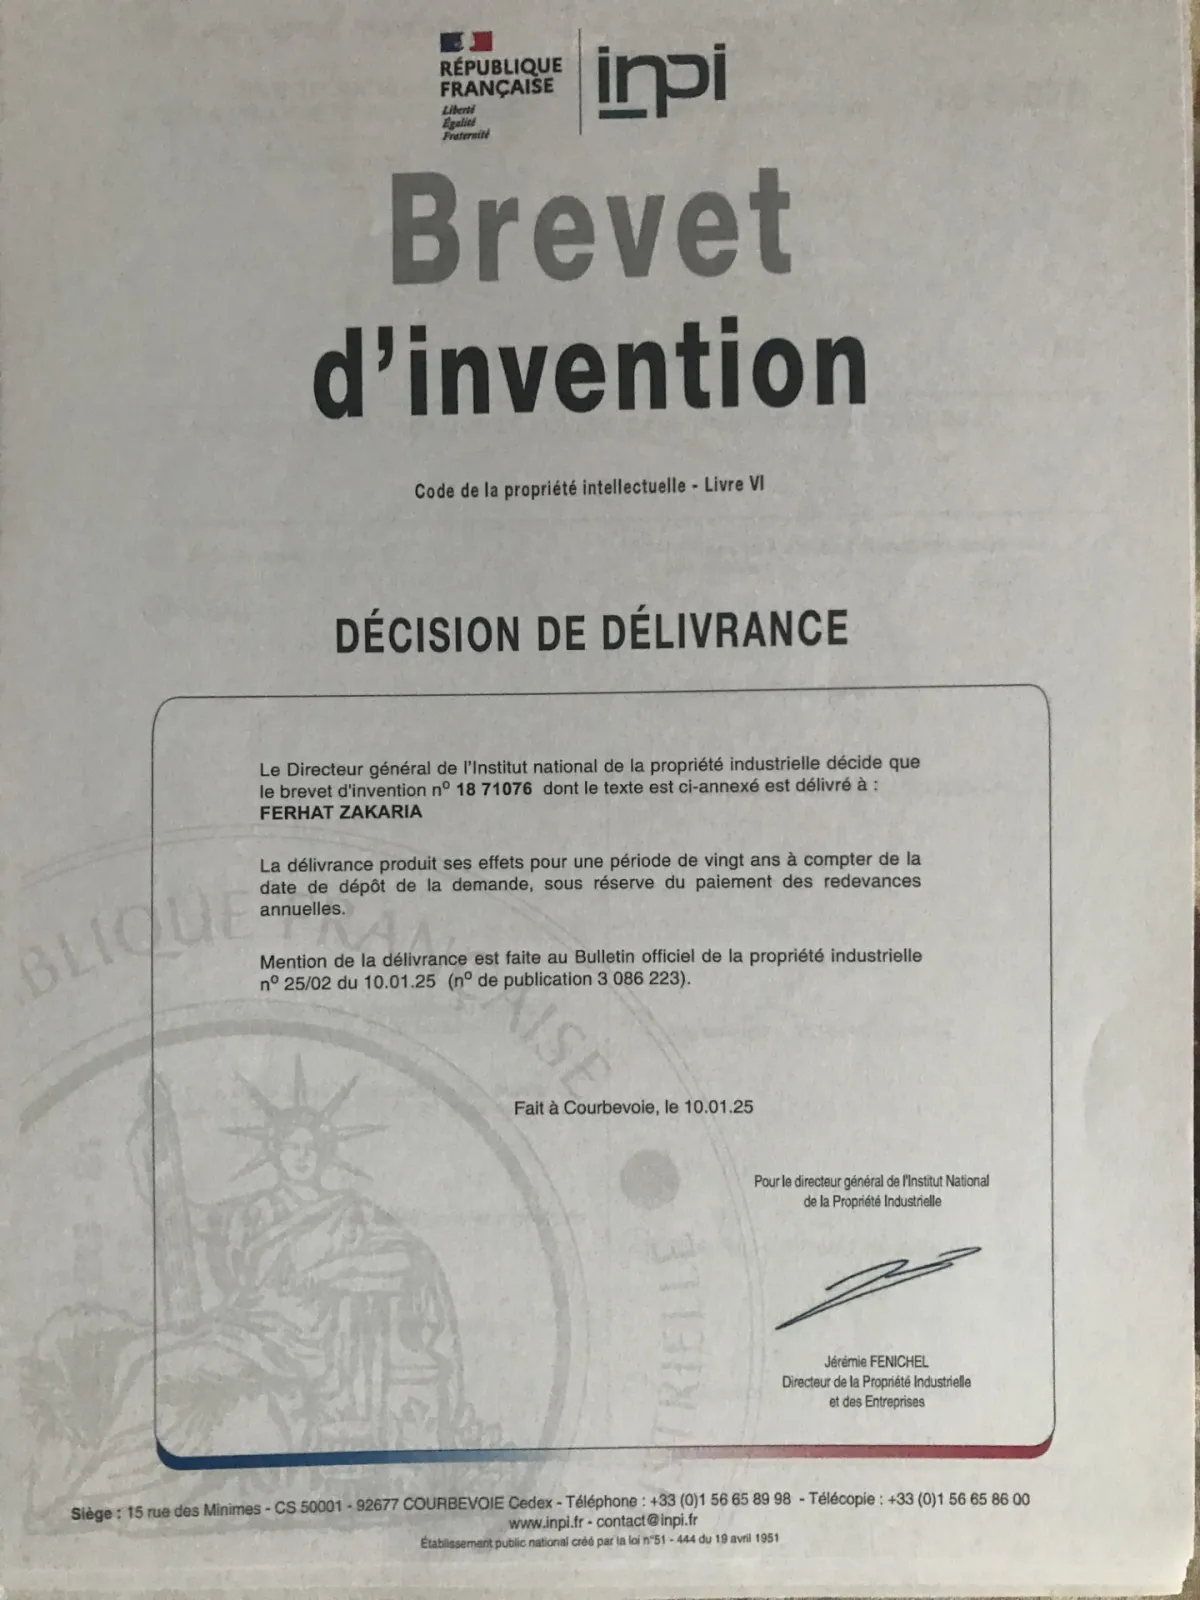 RÉPUBLIQUE
FRANÇAISE
Liberté
Égalité
Fraternité
inpi
Brevet
d'invention
Code de la propriété intellectuelle - Livre VI
DÉCISION DE DÉLIVRANCE
Le Directeur général de l'Institut national de la propriété industrielle décide que
le brevet d'invention nº 18 71076 dont le texte est ci-annexé est délivré à :
FERHAT ZAKARIA
La délivrance produit ses effets pour une période de vingt ans à compter de la
date de dépôt de la demande, sous réserve du paiement des redevances
annuelles.
Mention de la délivrance est faite au Bulletin officiel de la propriété industrielle
nº 25/02 du 10.01.25 (nº de publication 3 086 223).
BLIQUE FRANÇAISE
TRIELLE
Fait à Courbevoie, le 10.01.25
Pour le directeur général de l'Institut National
de la Propriété Industrielle
Jérémie FENICHEL
Directeur de la Propriété Industrielle
et des Entreprises
Siège : 15 rue des Minimes - CS 50001 - 92677 COURBEVOIE Cedex - Téléphone : +33 (0)1 56 65 89 98 - Télécopie : +33 (0)1 56 65 86 00
www.inpi.fr - contact@inpi.fr
Établissement public national créé par la loi n°51 - 444 du 19 avril 1951